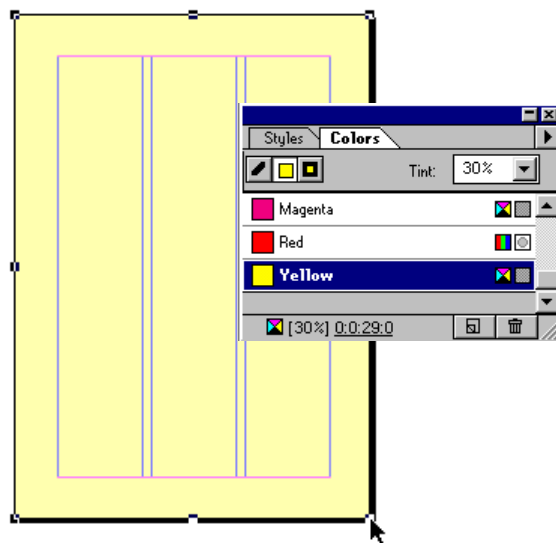 Styles Colors
Tint: 30%
Magenta
Red
Yellow
[30%] 0:0:29:0